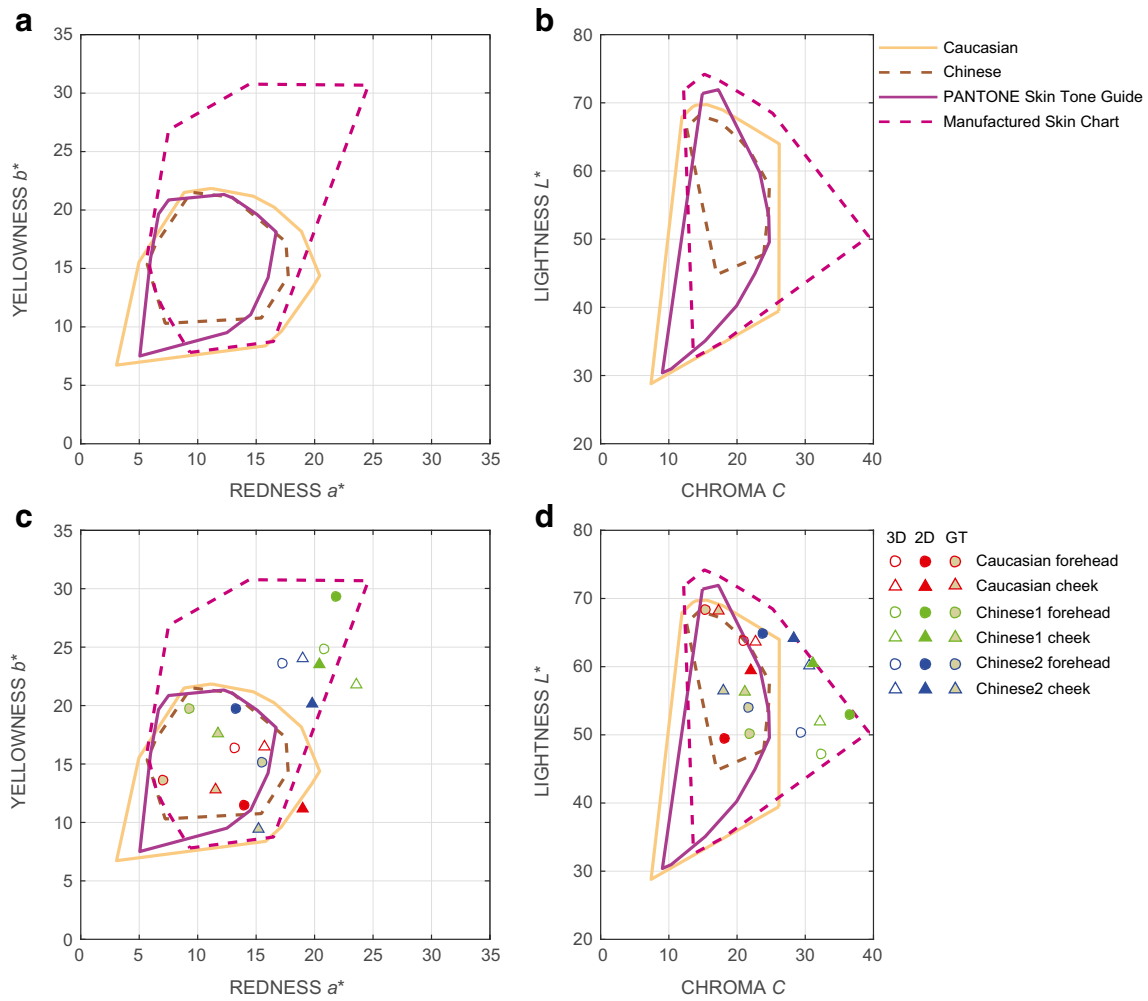 a
35
30
25
20
15
10
5
0
YELLOWNESS b*
0 5 10 15 20 25 30 35
REDNESS a*
b
80
70
60
50
40
30
20
LIGHTNESS L*
0 10 20 30 40
CHROMA C
Caucasian
Chinese
PANTONE Skin Tone Guide
Manufactured Skin Chart
c
35
30
25
20
15
10
5
0
YELLOWNESS b*
0 5 10 15 20 25 30 35
REDNESS a*
d
80
70
60
50
40
30
20
LIGHTNESS L*
0 10 20 30 40
CHROMA C
3D 2D GT
Caucasian forehead
Caucasian cheek
Chinese1 forehead
Chinese1 cheek
Chinese2 forehead
Chinese2 cheek